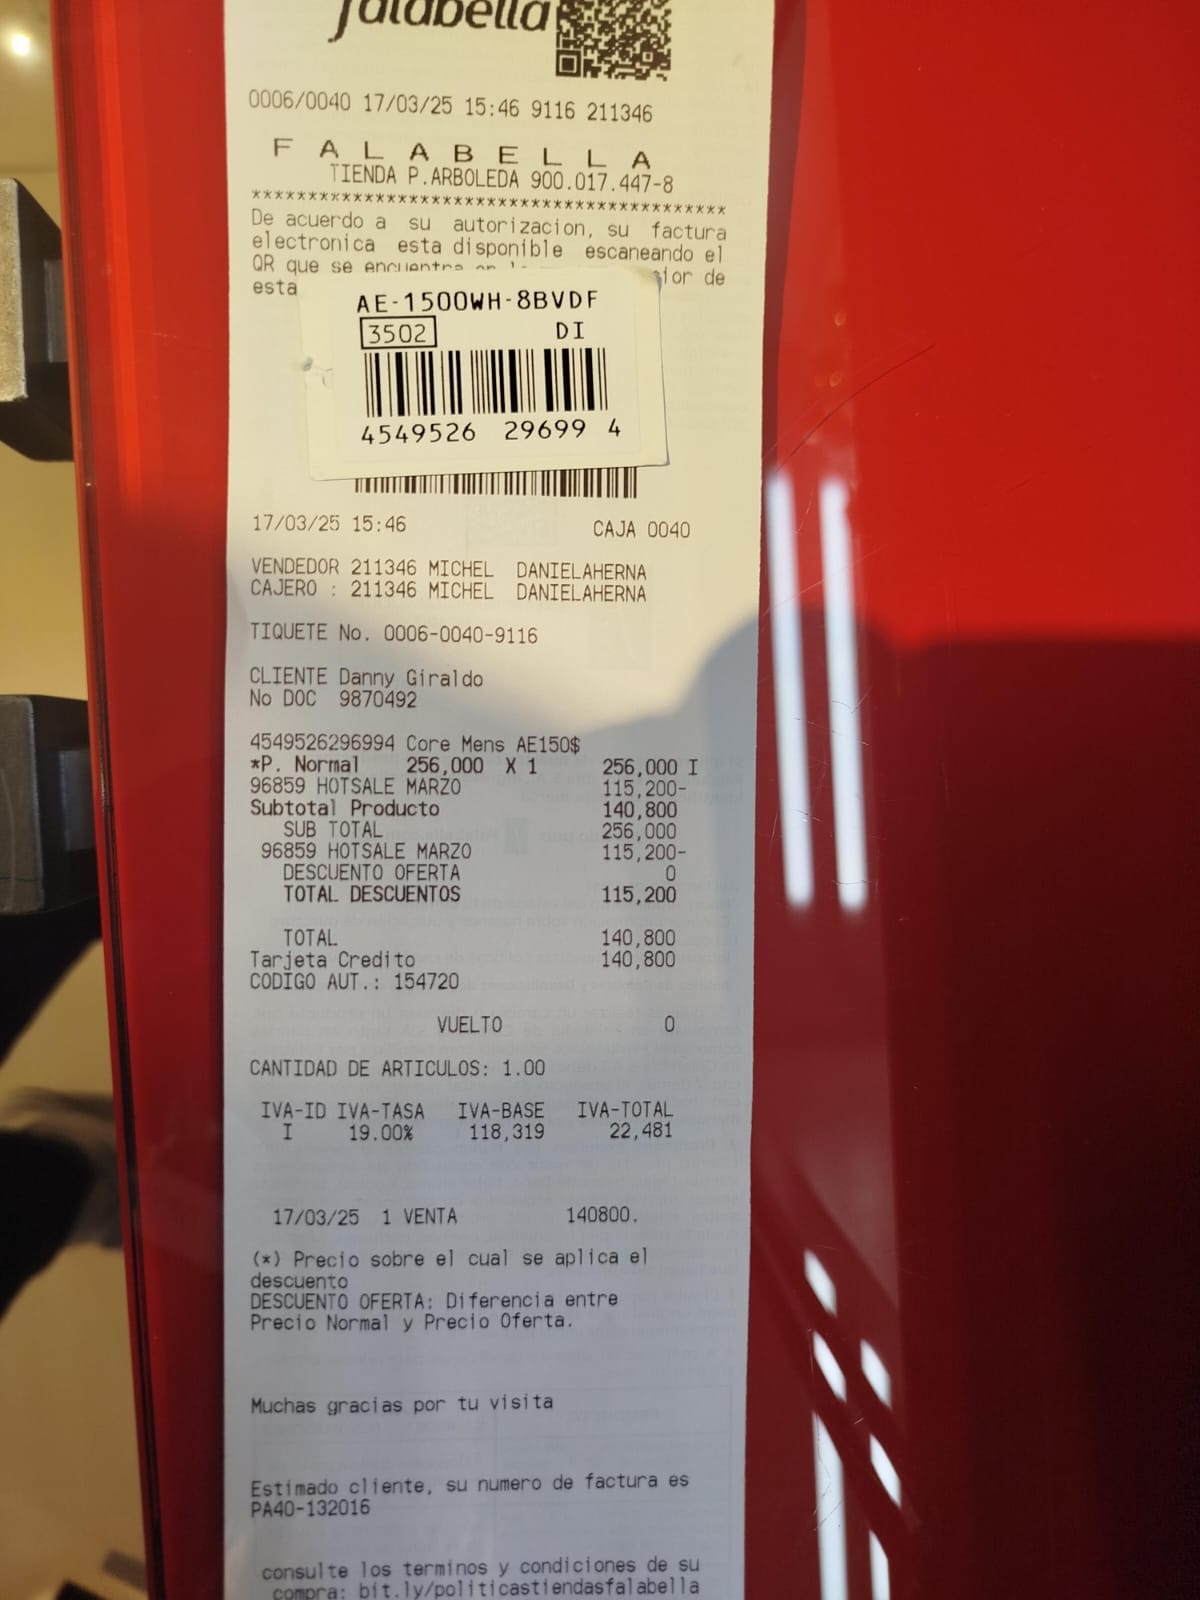 falabella
0006/0040 17/03/25 15:46 9116 211346
F A L A B E L L A
TIENDA P.ARBOLEDA 900.017.447-8
*******************************************
De acuerdo a su autorizacion, su factura
electronica esta disponible escaneando el
QR que se encuentra en de
esta
AE-1500WH-8BVDF
3502 DI
4549526 29699 4
17/03/25 15:46 CAJA 0040
VENDEDOR 211346 MICHEL DANIELAHERNA
CAJERO : 211346 MICHEL DANIELAHERNA
TIQUETE No. 0006-0040-9116
CLIENTE Danny Giraldo
No DOC 9870492
4549526296994 Core Mens AE150$
*P. Normal 256,000 X 1 256,000 I
96859 HOTSALE MARZO 115,200-
Subtotal Producto 140,800
SUB TOTAL 256,000
96859 HOTSALE MARZO 115,200-
DESCUENTO OFERTA 0
TOTAL DESCUENTOS 115,200
TOTAL 140,800
Tarjeta Credito 140,800
CODIGO AUT.: 154720
VUELTO 0
CANTIDAD DE ARTICULOS: 1.00
IVA-ID IVA-TASA IVA-BASE IVA-TOTAL
I 19.00% 118,319 22,481
17/03/25 1 VENTA 140800.
(*) Precio sobre el cual se aplica el
descuento
DESCUENTO OFERTA: Diferencia entre
Precio Normal y Precio Oferta.
Muchas gracias por tu visita
Estimado cliente, su numero de factura es
PA40-132016
consulte los terminos y condiciones de su
compra: bit.ly/politicastiendasfalabella